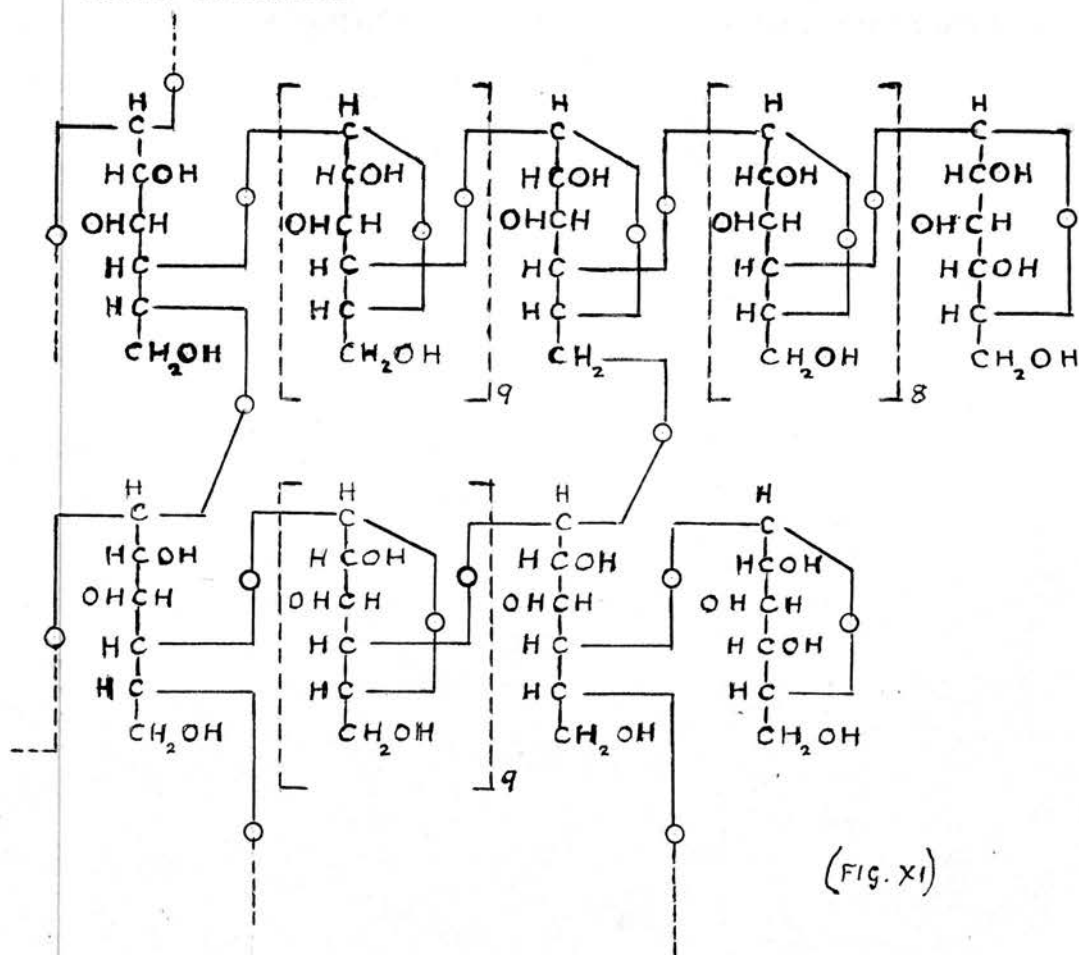 H H H H H
C C C C C
HCOH HCOH HCOH HCOH HCOH
OHCH OHCH OHCH OHCH OHCH
HC HC HC HC HCOH
HC HC HC HC HC
CH₂OH CH₂OH CH₂ CH₂OH CH₂OH
9 8
H H H H
C C C C
HCOH HCOH HCOH HCOH
OHCH OHCH OHCH OHCH
HC HC HC HCOH
HC HC HC HC
CH₂OH CH₂OH CH₂OH CH₂OH
9
(FIG. XI)